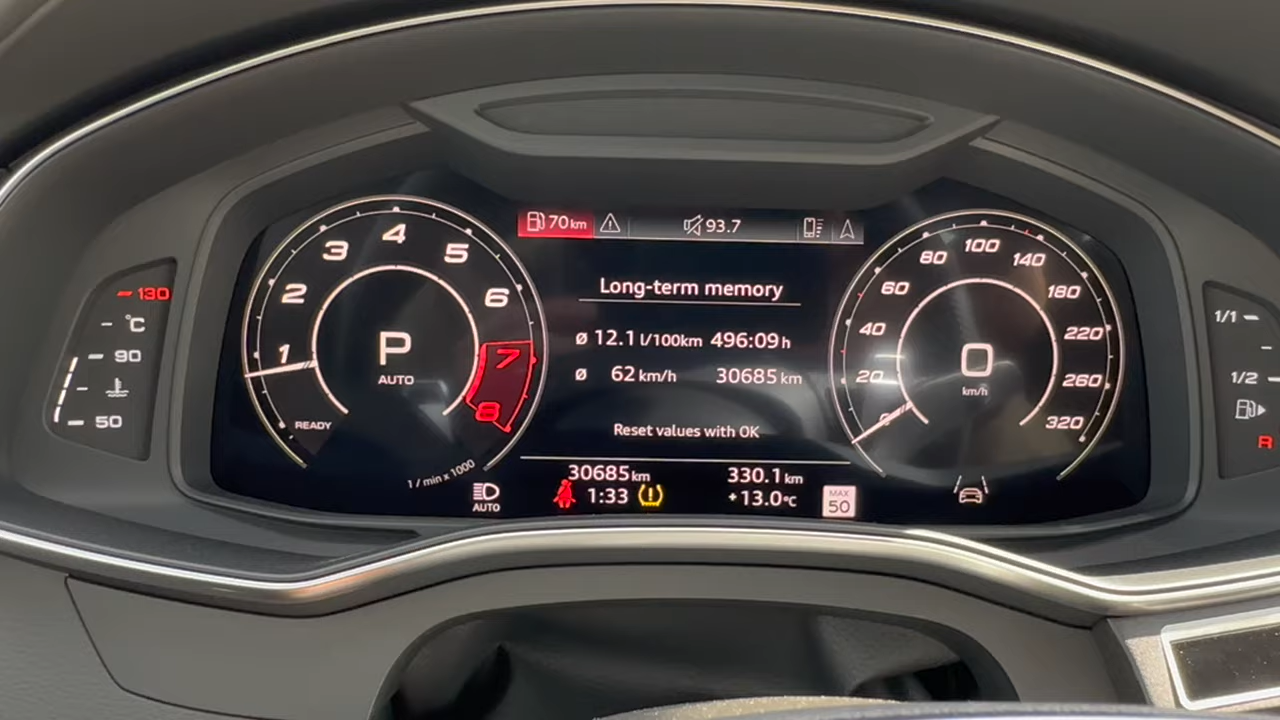 130
°C
90
50
1
2
3
4
5
6
7
8
P
AUTO
READY
1 / min x 1000
70 km
93.7
Long-term memory
ø 12.1 l/100km 496:09 h
ø 62 km/h 30685 km
Reset values with OK
30685 km 330.1 km
1:33 +13.0 °C
AUTO
MAX
50
0
20
40
60
80
100
140
180
220
260
320
0
km/h
1/1
1/2
R